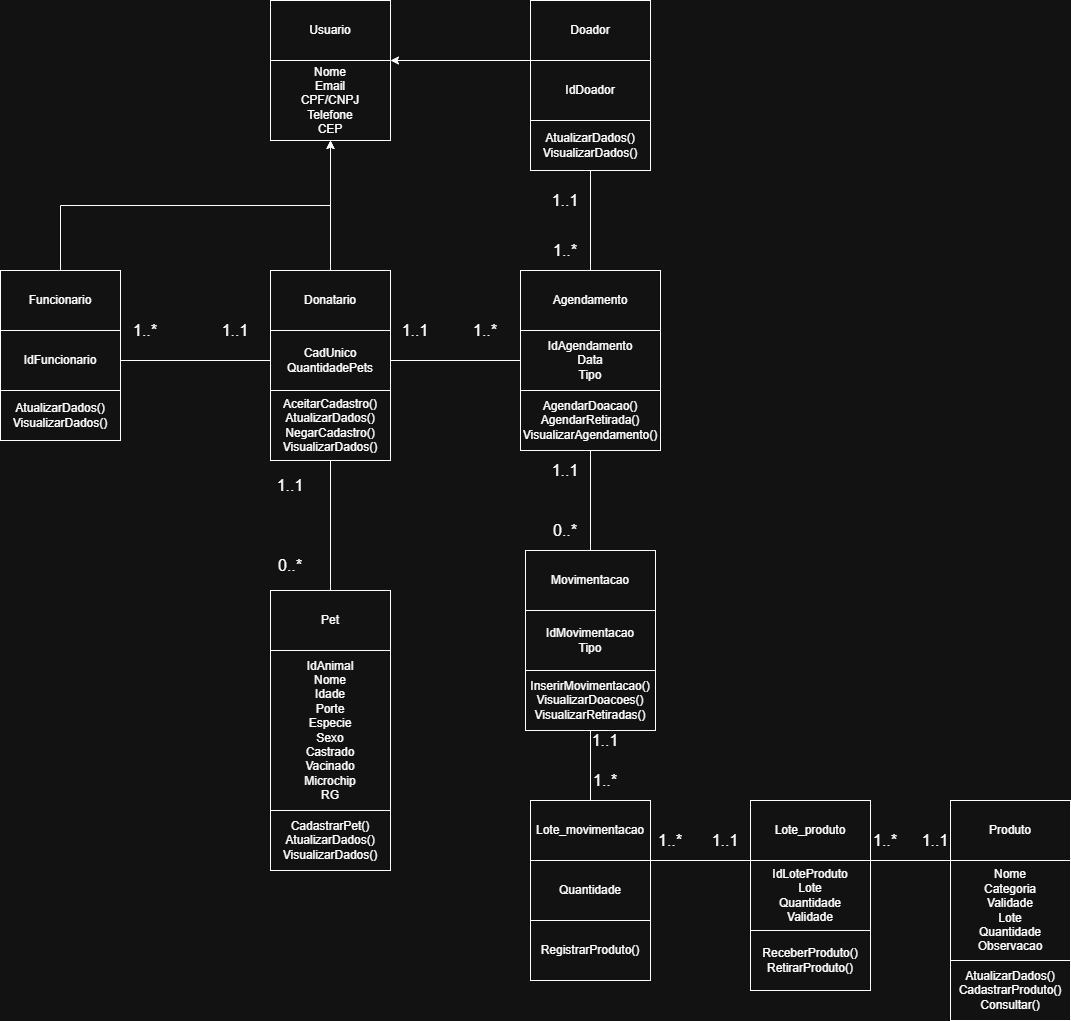 Usuario
Nome
Email
CPF/CNPJ
Telefone
CEP
Doador
IdDoador
AtualizarDados()
VisualizarDados()
1..1
1..*
Funcionario
IdFuncionario
AtualizarDados()
VisualizarDados()
1..*
1..1
Donatario
CadUnico
QuantidadePets
AceitarCadastro()
AtualizarDados()
NegarCadastro()
VisualizarDados()
1..1
1..*
Agendamento
IdAgendamento
Data
Tipo
AgendarDoacao()
AgendarRetirada()
VisualizarAgendamento()
1..1
0..*
1..1
0..*
Pet
IdAnimal
Nome
Idade
Porte
Especie
Sexo
Castrado
Vacinado
Microchip
RG
CadastrarPet()
AtualizarDados()
VisualizarDados()
Movimentacao
IdMovimentacao
Tipo
InserirMovimentacao()
VisualizarDoacoes()
VisualizarRetiradas()
1..1
1..*
Lote_movimentacao
Quantidade
RegistrarProduto()
1..*
1..1
Lote_produto
IdLoteProduto
Lote
Quantidade
Validade
ReceberProduto()
RetirarProduto()
1..*
1..1
Produto
Nome
Categoria
Validade
Lote
Quantidade
Observacao
AtualizarDados()
CadastrarProduto()
Consultar()